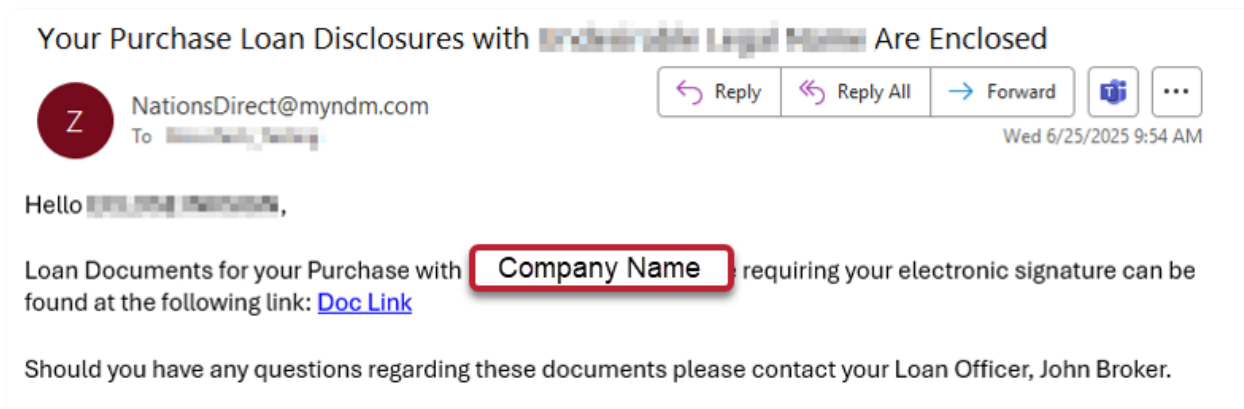 Your Purchase Loan Disclosures with Are Enclosed
Z
NationsDirect@myndm.com
Reply
Reply All
Forward
To
Wed 6/25/2025 9:54 AM
Hello ,
Loan Documents for your Purchase with Company Name requiring your electronic signature can be
found at the following link: Doc Link
Should you have any questions regarding these documents please contact your Loan Officer, John Broker.